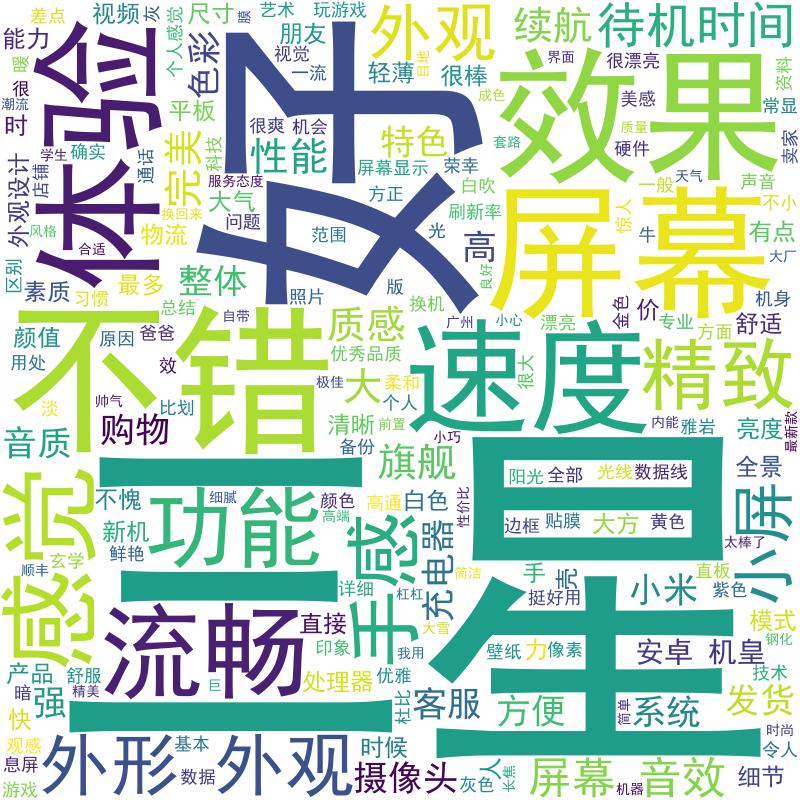 差点
视频
灰
尺寸
膜
艺术
玩游戏
外观
续航
待机时间
能力
个人感觉
色彩
朋友
视觉
一流
轻薄
很棒
目地
成色
界面
很漂亮
资料
美感
常显
暖
很
潮流
时
体验
好
效果
平板
很爽
机会
性能
特色
屏幕显示
荣幸
套路
硬件
质量
卖家
学生
确实
通话
店铺
外观设计
完美
科技
服务态度
大气
换回来
问题
范围
方正
白吹
刷新率
光
一般
天气
声音
惊人
牛
不小
有点
大厂
风格
合适
物流
区别
素质
习惯
最多
整体
照片
版
高
良好
屏幕
机身
金色
价
专业
舒适
方面
颜值
用处
原因
爸爸
总结
效
自带
质感
优秀品质
换机
广州
小心
漂亮
很大
不错
速度
精致
淡
帅气
比划
极佳
大
柔和
个人
清晰
前置
小巧
备份
内能
雅岩
亮度
最新款
音质
购物
旗舰
全景
阳光
全部
光线
数据线
边框
贴膜
大方
黄色
小屏
太棒了
感觉
三星
不愧
细腻
颜色
高通
白色
性价比
新机
鲜艳
功能
高端
手感
充电器
玄学
顺丰
详细
杠杠
简洁
大雪
手
亮
挺好用
小米
直板
紫色
模式
钢化
流畅
直接
印象
我用
壁纸
力
像素
安卓
机皇
技术
产品
舒服
暗
精美
强
巨
处理器
优雅
杜比
客服
方便
简单
系统
发货
快
观感
息屏
游戏
外形
基本
数据
外观
时候
摄像头
灰色
人
长焦
屏幕
机器
音效
时尚
令人
细节